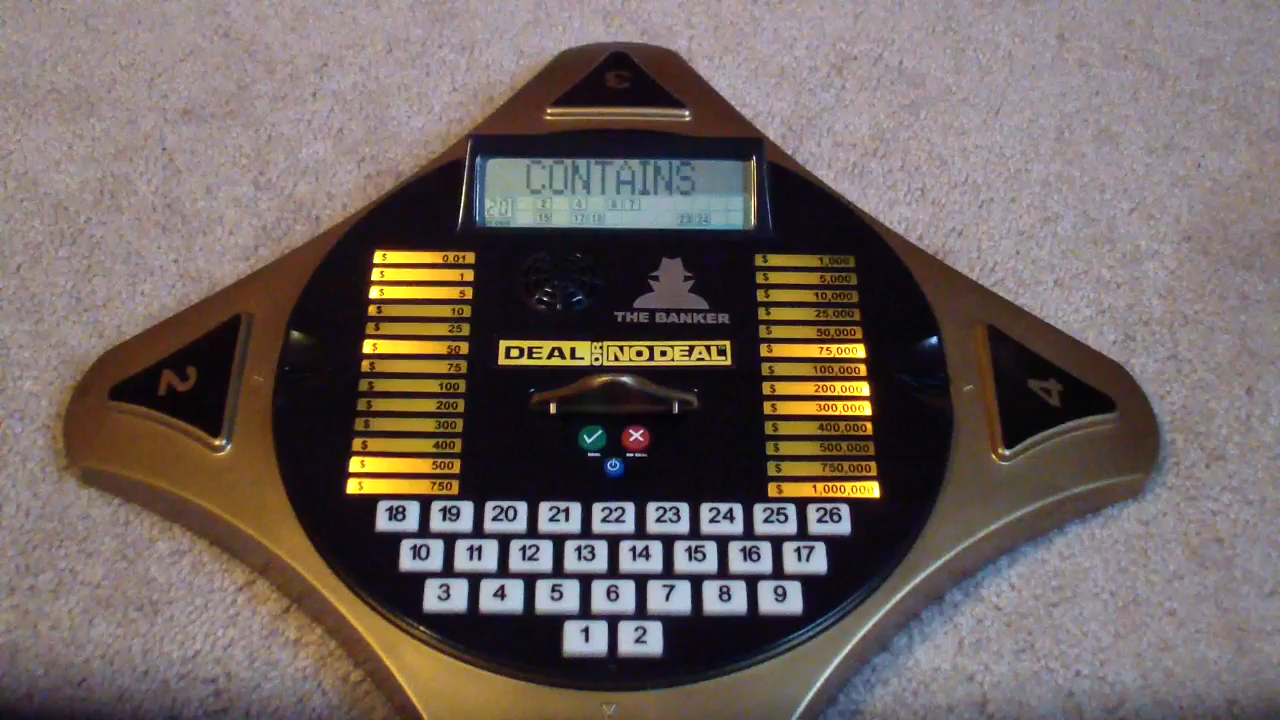 3
CONTAINS
20 2 4 6 7
15 17 18 23 24
$ 0.01 $ 1,000
$ 1 $ 5,000
$ 5 $ 10,000
$ 10 THE BANKER $ 25,000
$ 25 $ 50,000
$ 50 DEAL OR NO DEAL™ $ 75,000
$ 75 $ 100,000
2 $ 100 $ 200,000 4
$ 200 $ 300,000
$ 300 $ 400,000
$ 400 $ 500,000
$ 500 $ 750,000
$ 750 $ 1,000,000
18 19 20 21 22 23 24 25 26
10 11 12 13 14 15 16 17
3 4 5 6 7 8 9
1 2